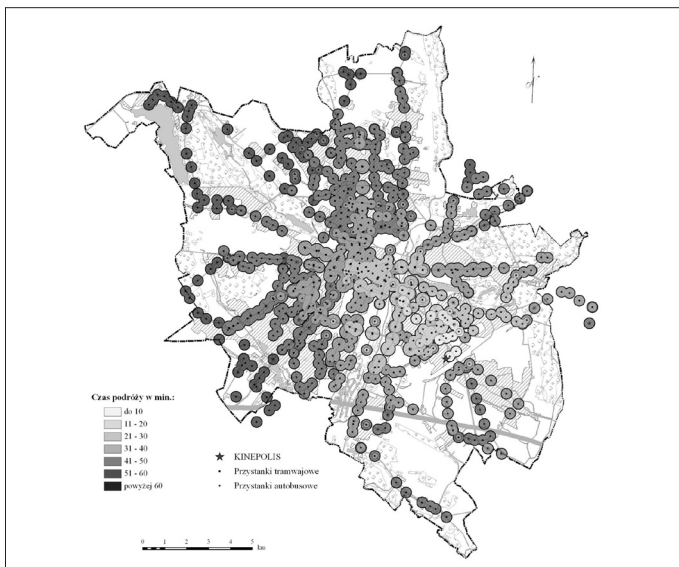 Czas podróży w min.:
do 10
11 - 20
21 - 30
31 - 40
41 - 50
51 - 60
powyżej 60
KINEPOLIS
Przystanki tramwajowe
Przystanki autobusowe
0 1 2 3 4 5
km